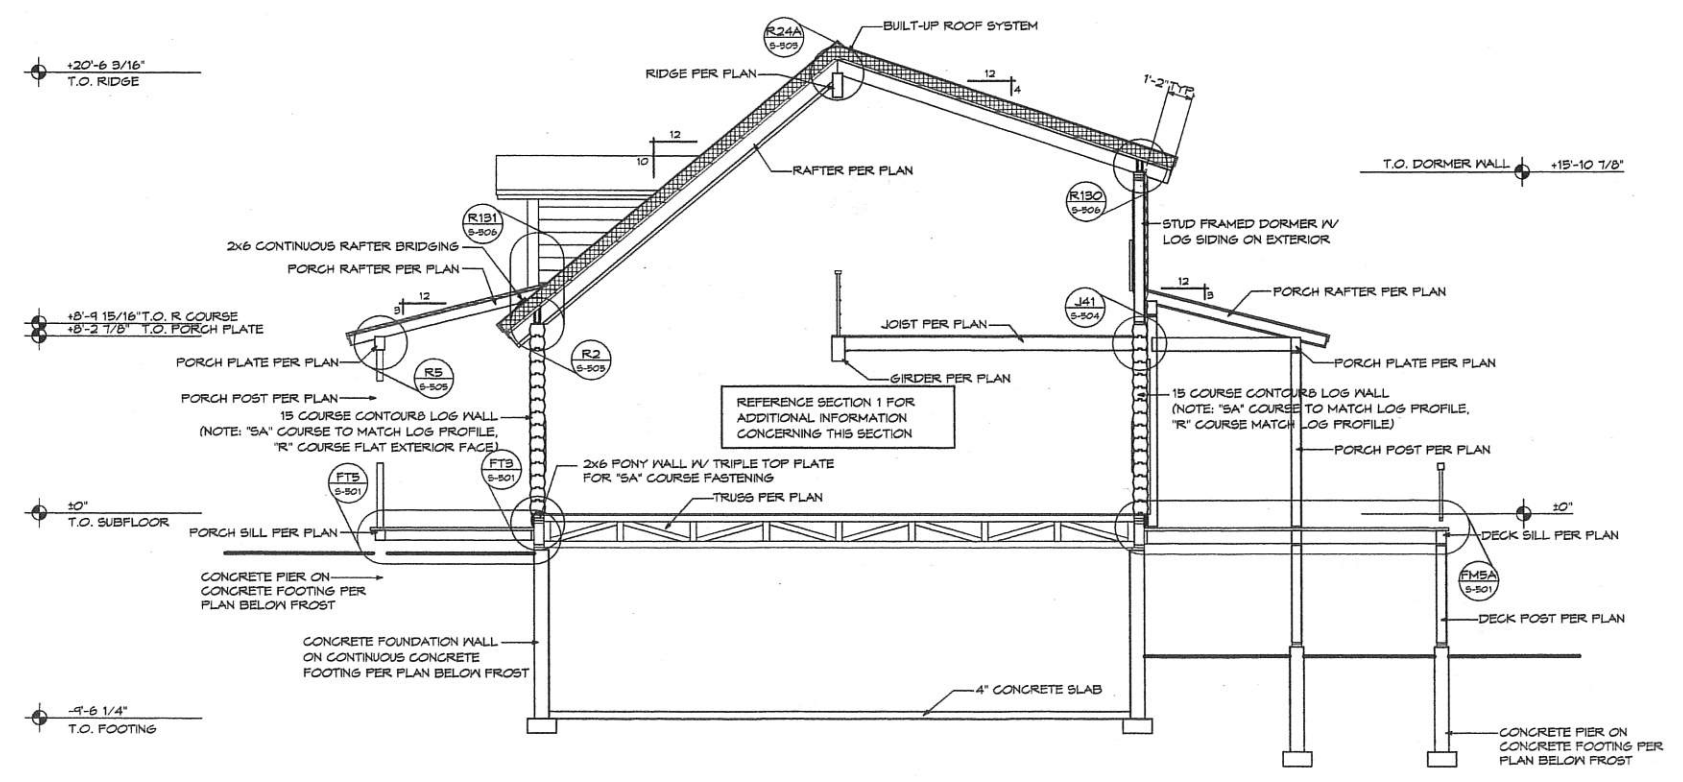 R24A
S-503
BUILT-UP ROOF SYSTEM
+20'-6 3/16"
T.O. RIDGE
RIDGE PER PLAN
12
4
1'-2" TYP.
12
10
RAFTER PER PLAN
T.O. DORMER WALL
+15'-10 7/8"
R131
S-506
R130
S-506
2x6 CONTINUOUS RAFTER BRIDGING
PORCH RAFTER PER PLAN
STUD FRAMED DORMER W/
LOG SIDING ON EXTERIOR
12
3
12
3
PORCH RAFTER PER PLAN
+8'-9 15/16" T.O. R COURSE
+8'-2 7/8" T.O. PORCH PLATE
J41
S-504
JOIST PER PLAN
PORCH PLATE PER PLAN
R5
S-505
R2
S-503
GIRDER PER PLAN
PORCH PLATE PER PLAN
PORCH POST PER PLAN
15 COURSE CONTOUR8 LOG WALL
(NOTE: "SA" COURSE TO MATCH LOG PROFILE,
"R" COURSE FLAT EXTERIOR FACE)
REFERENCE SECTION 1 FOR
ADDITIONAL INFORMATION
CONCERNING THIS SECTION
15 COURSE CONTOUR8 LOG WALL
(NOTE: "SA" COURSE TO MATCH LOG PROFILE,
"R" COURSE MATCH LOG PROFILE)
PORCH POST PER PLAN
FT5
S-501
FT3
S-501
2x6 PONY WALL W/ TRIPLE TOP PLATE
FOR "SA" COURSE FASTENING
TRUSS PER PLAN
±0"
T.O. SUBFLOOR
±0"
PORCH SILL PER PLAN
DECK SILL PER PLAN
CONCRETE PIER ON
CONCRETE FOOTING PER
PLAN BELOW FROST
FM5A
S-501
DECK POST PER PLAN
CONCRETE FOUNDATION WALL
ON CONTINUOUS CONCRETE
FOOTING PER PLAN BELOW FROST
4" CONCRETE SLAB
-9'-6 1/4"
T.O. FOOTING
CONCRETE PIER ON
CONCRETE FOOTING PER
PLAN BELOW FROST